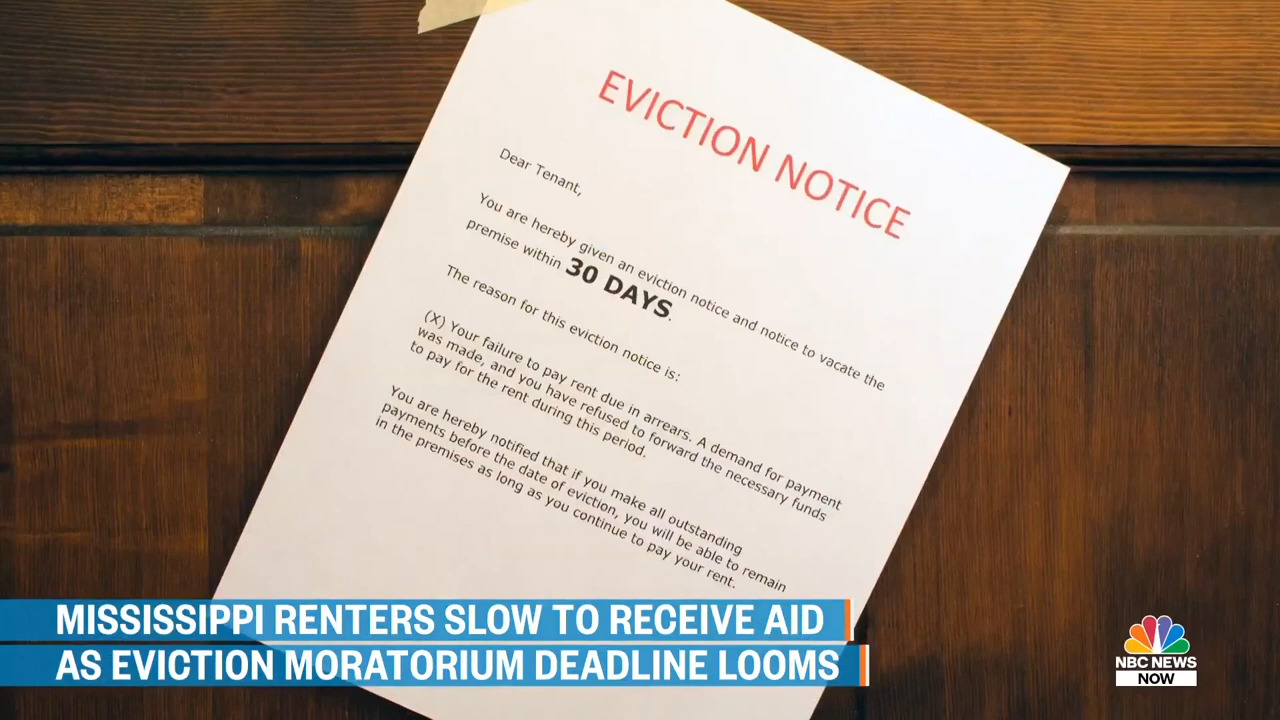 EVICTION NOTICE
Dear Tenant,
You are hereby given an eviction notice and notice to vacate the
premise within 30 DAYS.
The reason for this eviction notice is:
(X) Your failure to pay rent due in arrears. A demand for payment
was made, and you have refused to forward the necessary funds
to pay for the rent during this period.
You are hereby notified that if you make all outstanding
payments before the date of eviction, you will be able to remain
in the premises as long as you continue to pay your rent.
MISSISSIPPI RENTERS SLOW TO RECEIVE AID
AS EVICTION MORATORIUM DEADLINE LOOMS
NBC NEWS
NOW